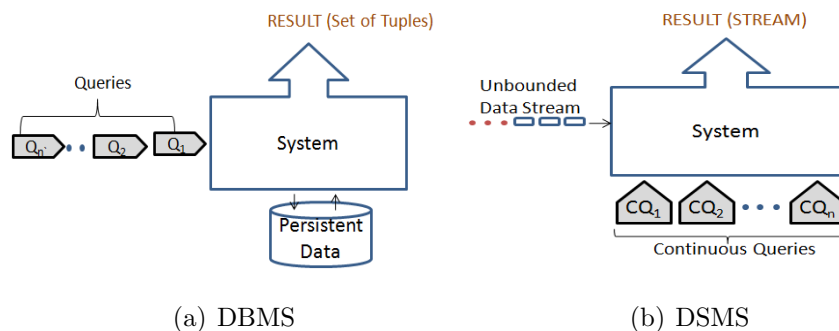 RESULT (Set of Tuples)
Queries
Qn
Q2
Q1
System
Persistent
Data
(a) DBMS
RESULT (STREAM)
Unbounded
Data Stream
System
CQ1
CQ2
CQn
Continuous Queries
(b) DSMS